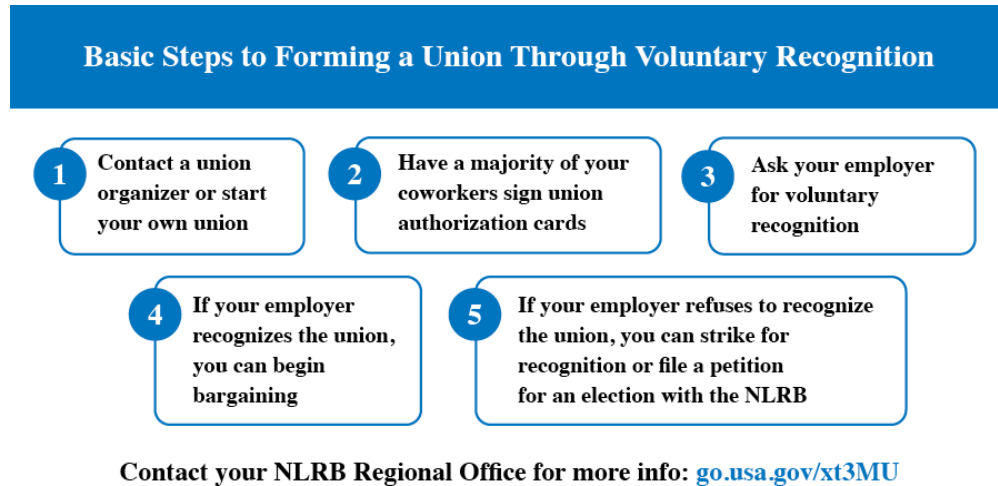 Basic Steps to Forming a Union Through Voluntary Recognition
1
Contact a union
organizer or start
your own union
2
Have a majority of your
coworkers sign union
authorization cards
3
Ask your employer
for voluntary
recognition
4
If your employer
recognizes the union,
you can begin
bargaining
5
If your employer refuses to recognize
the union, you can strike for
recognition or file a petition
for an election with the NLRB
Contact your NLRB Regional Office for more info: go.usa.gov/xt3MU